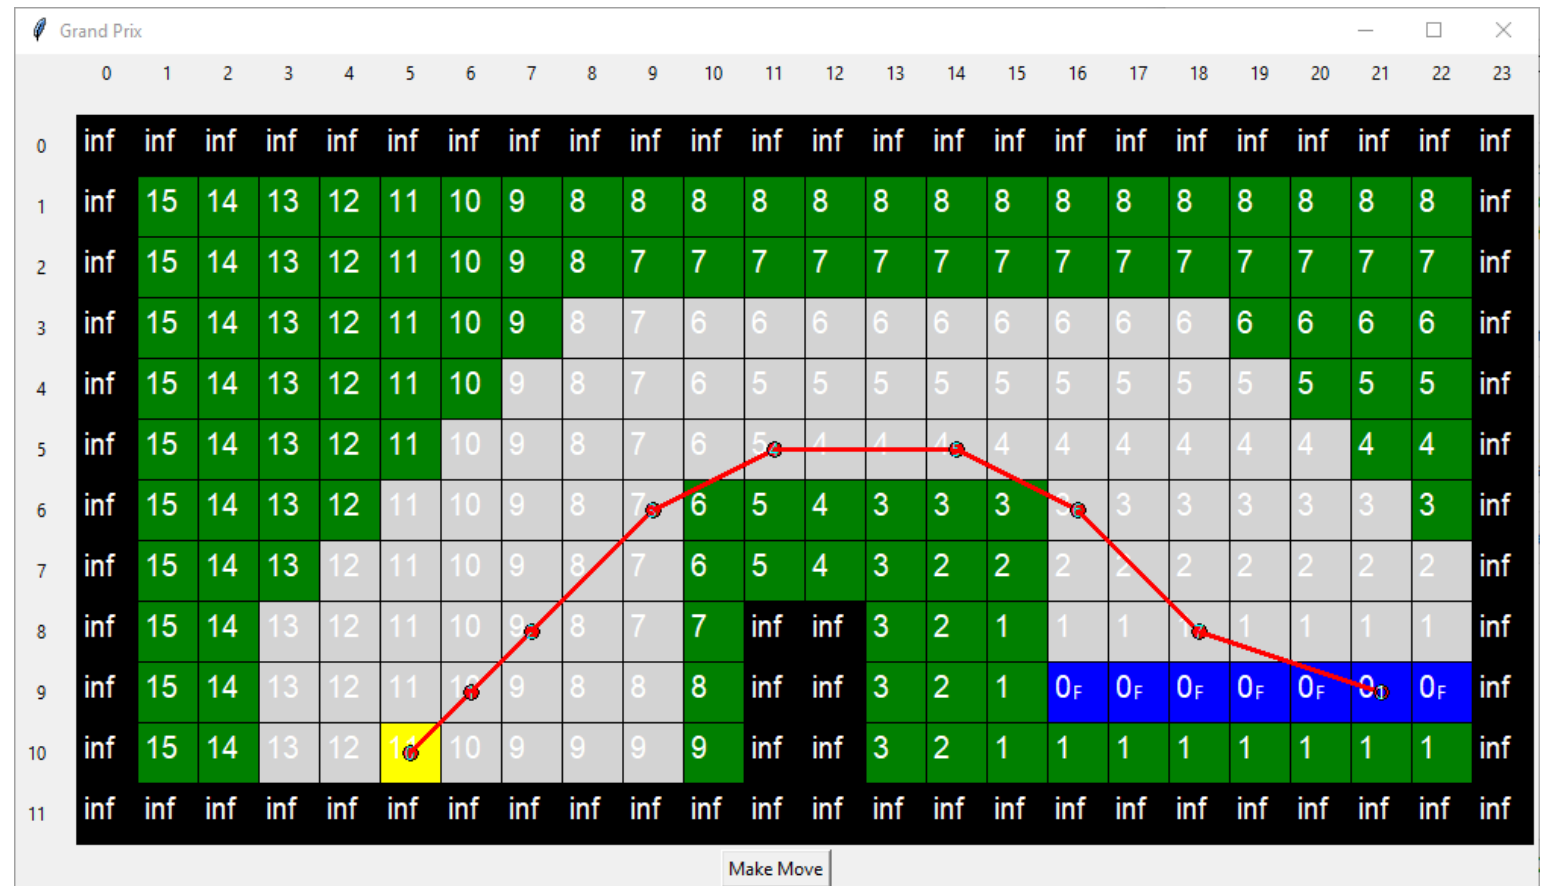 Grand Prix
0 1 2 3 4 5 6 7 8 9 10 11 12 13 14 15 16 17 18 19 20 21 22 23
0 inf inf inf inf inf inf inf inf inf inf inf inf inf inf inf inf inf inf inf inf inf inf inf inf
1 inf 15 14 13 12 11 10 9 8 8 8 8 8 8 8 8 8 8 8 8 8 8 8 inf
2 inf 15 14 13 12 11 10 9 8 7 7 7 7 7 7 7 7 7 7 7 7 7 7 inf
3 inf 15 14 13 12 11 10 9 8 7 6 6 6 6 6 6 6 6 6 6 6 6 6 inf
4 inf 15 14 13 12 11 10 9 8 7 6 5 5 5 5 5 5 5 5 5 5 5 5 inf
5 inf 15 14 13 12 11 10 9 8 7 6 5 4 4 4 4 4 4 4 4 4 4 4 inf
6 inf 15 14 13 12 11 10 9 8 7 6 5 4 3 3 3 3 3 3 3 3 3 3 inf
7 inf 15 14 13 12 11 10 9 8 7 6 5 4 3 2 2 2 2 2 2 2 2 2 inf
8 inf 15 14 13 12 11 10 9 8 7 7 inf inf 3 2 1 1 1 1 1 1 1 1 inf
9 inf 15 14 13 12 11 10 9 8 8 8 inf inf 3 2 1 0F 0F 0F 0F 0F 0 0F inf
10 inf 15 14 13 12 11 10 9 9 9 9 inf inf 3 2 1 1 1 1 1 1 1 1 inf
11 inf inf inf inf inf inf inf inf inf inf inf inf inf inf inf inf inf inf inf inf inf inf inf inf
Make Move